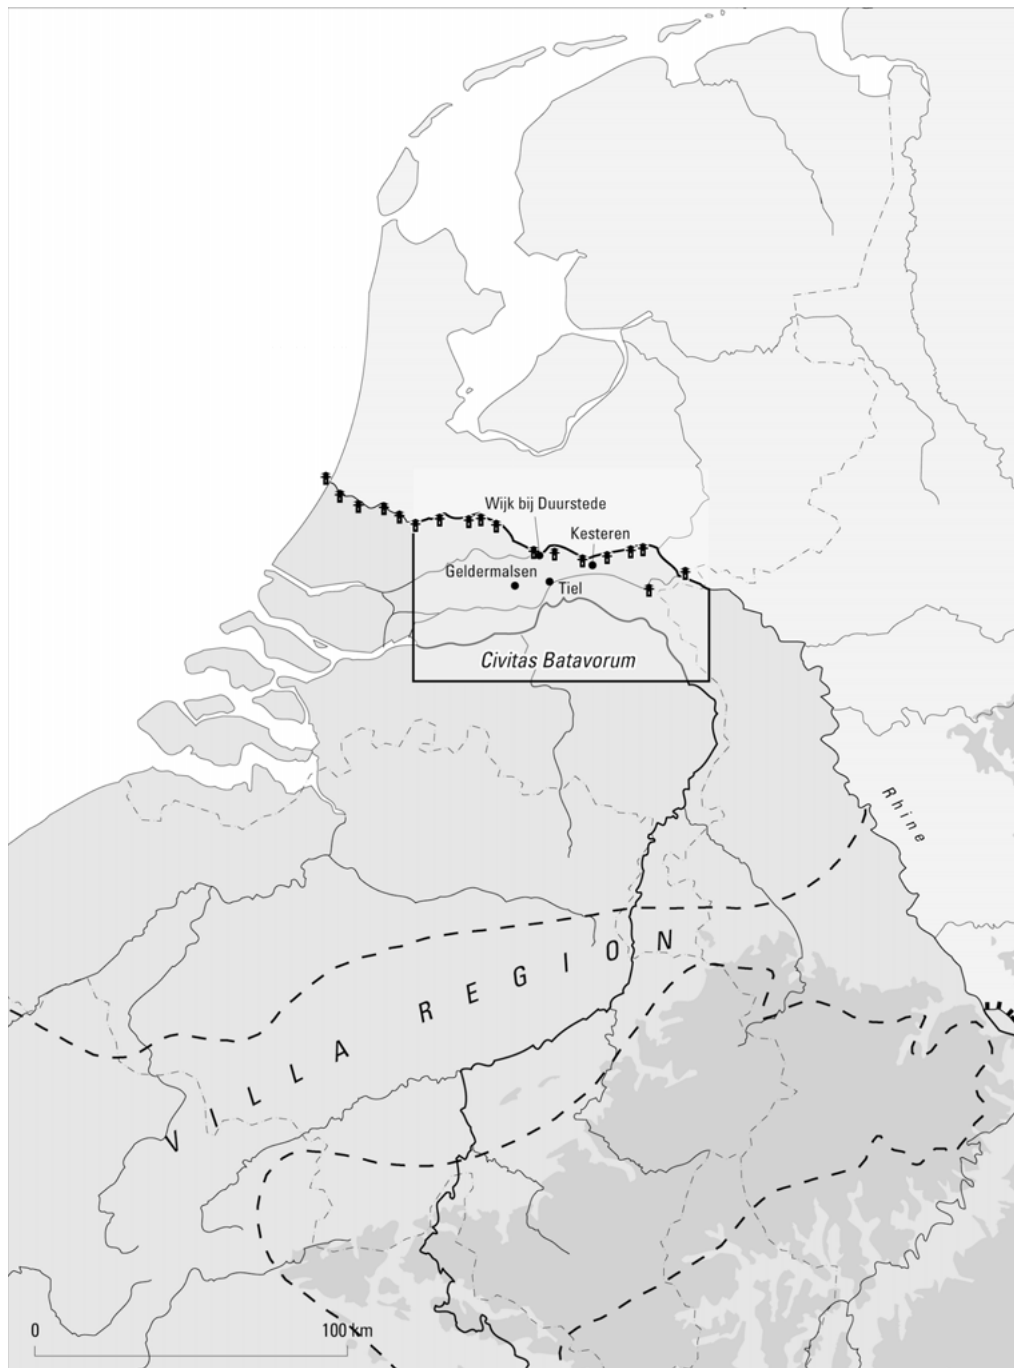 Wijk bij Duurstede
Kesteren
Geldermalsen
Tiel
Civitas Batavorum
Rhine
VILLA REGION
0
100 km